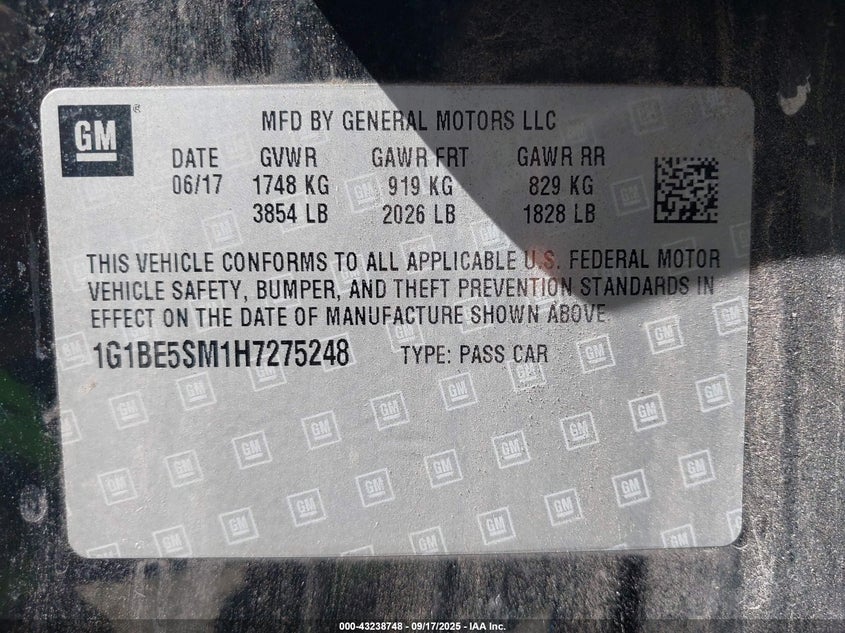 GM ®
MFD BY GENERAL MOTORS LLC
DATE GVWR GAWR FRT GAWR RR
06/17 1748 KG 919 KG 829 KG
3854 LB 2026 LB 1828 LB
THIS VEHICLE CONFORMS TO ALL APPLICABLE U.S. FEDERAL MOTOR
VEHICLE SAFETY, BUMPER, AND THEFT PREVENTION STANDARDS IN
EFFECT ON THE DATE OF MANUFACTURE SHOWN ABOVE.
1G1BE5SM1H7275248 TYPE: PASS CAR
000-43238748 - 09/17/2025 - IAA Inc.